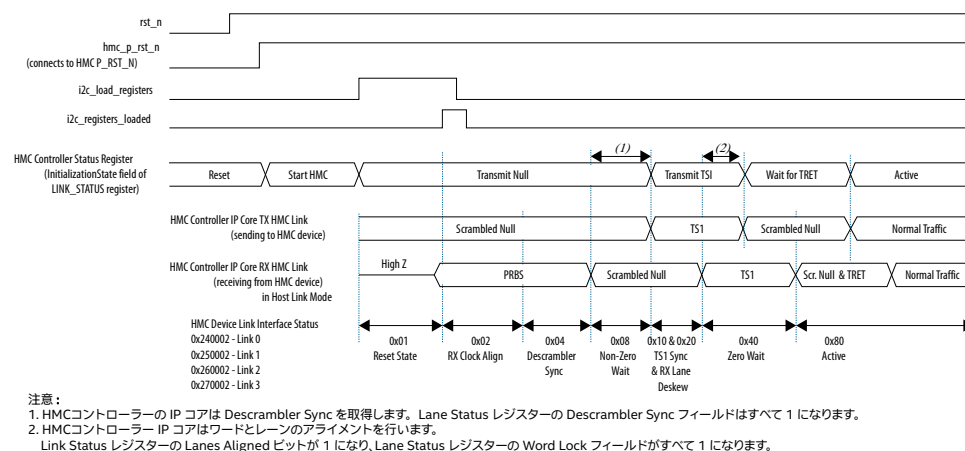 rst_n
hmc_p_rst_n
(connects to HMC P_RST_N)
i2c_load_registers
i2c_registers_loaded
(1) (2)
HMC Controller Status Register
(InitializationState field of
LINK_STATUS register)
Reset Start HMC Transmit Null Transmit TSI Wait for TRET Active
HMC Controller IP Core TX HMC Link
(sending to HMC device)
Scrambled Null TS1 Scrambled Null Normal Traffic
HMC Controller IP Core RX HMC Link
(receiving from HMC device)
in Host Link Mode
High Z PRBS Scrambled Null TS1 Scr. Null & TRET Normal Traffic
HMC Device Link Interface Status
0x240002 - Link 0
0x250002 - Link 1
0x260002 - Link 2
0x270002 - Link 3
0x01
Reset State
0x02
RX Clock Align
0x04
Descrambler
Sync
0x08
Non-Zero
Wait
0x10 & 0x20
TS1 Sync
& RX Lane
Deskew
0x40
Zero Wait
0x80
Active
注意：
1. HMCコントローラーの IP コアは Descrambler Sync を取得します。Lane Status レジスターの Descrambler Sync フィールドはすべて 1 になります。
2. HMCコントローラー IP コアはワードとレーンのアライメントを行います。
Link Status レジスターの Lanes Aligned ビットが 1 になり、Lane Status レジスターの Word Lock フィールドがすべて 1 になります。